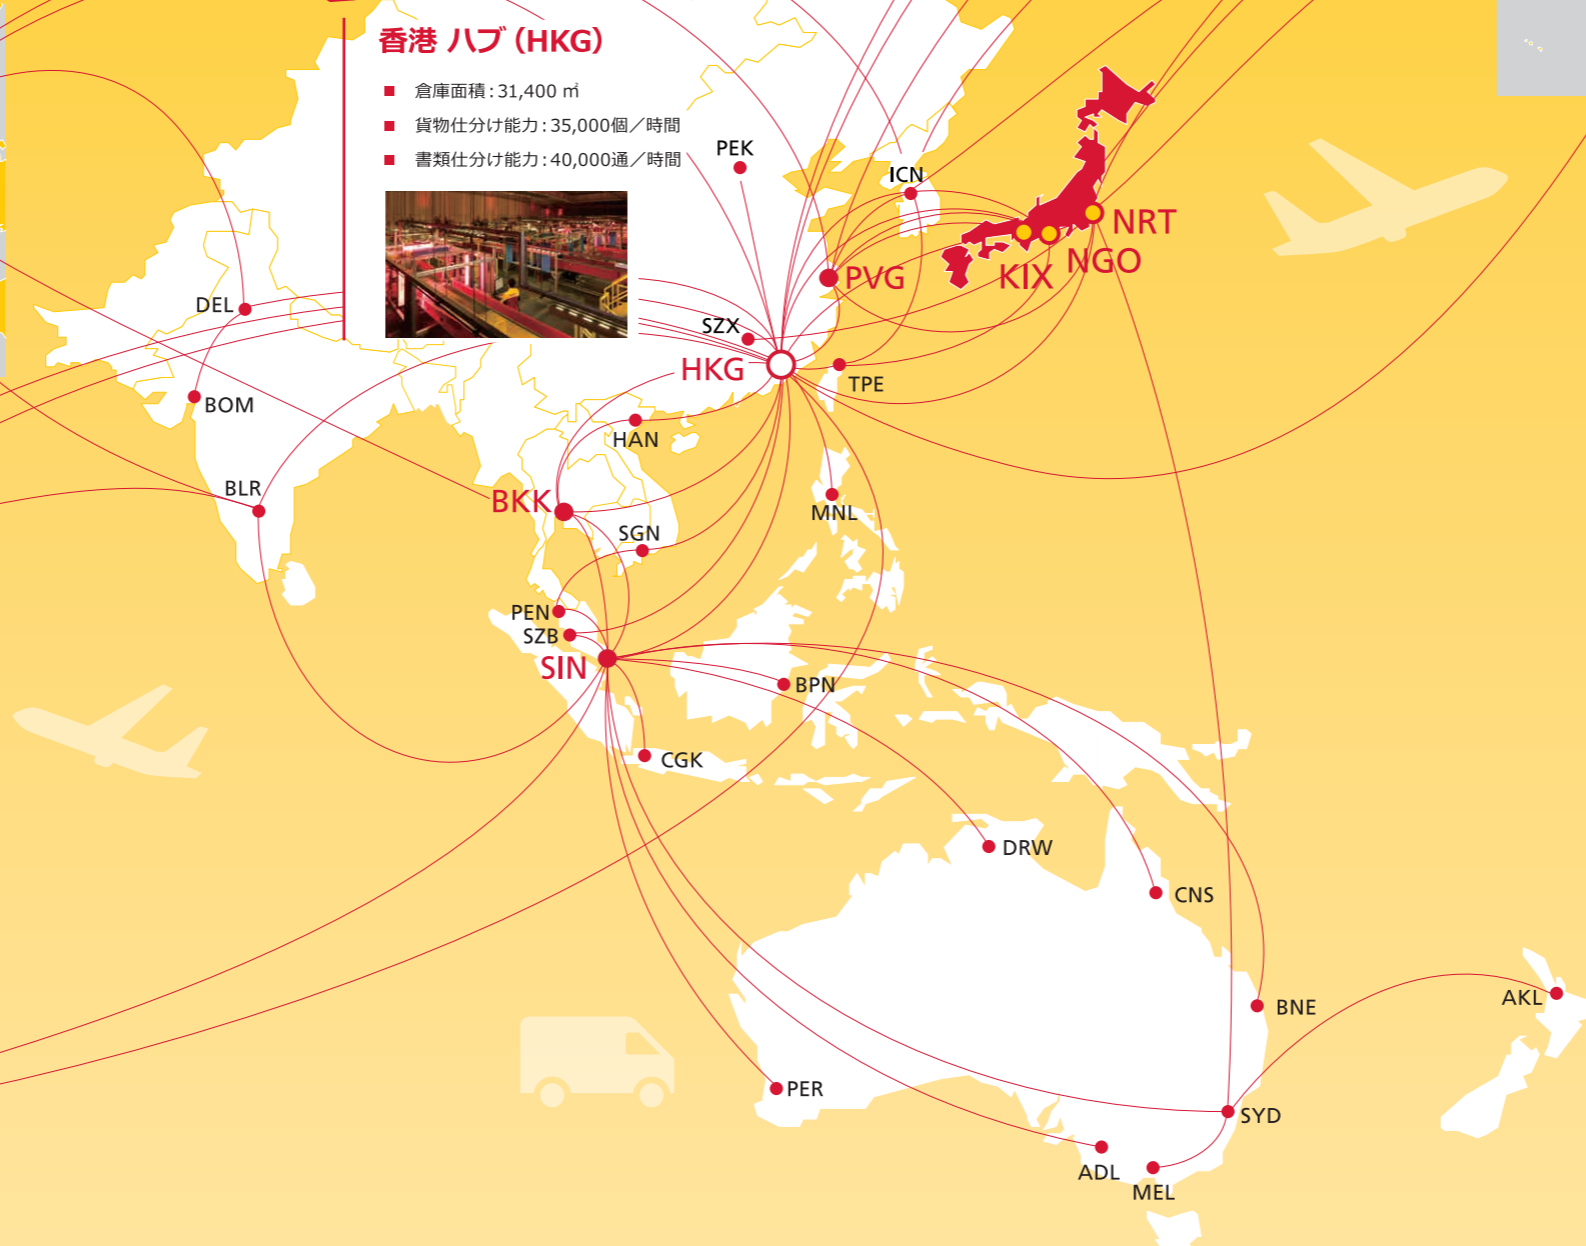 香港 ハブ（HKG）
■ 倉庫面積：31,400 ㎡
■ 貨物仕分け能力：35,000個／時間
■ 書類仕分け能力：40,000通／時間
PEK
ICN
NRT
NGO
KIX
PVG
DEL
SZX
HKG
TPE
BOM
HAN
BLR
BKK
MNL
SGN
PEN
SZB
SIN
BPN
CGK
DRW
CNS
AKL
BNE
PER
SYD
ADL
MEL